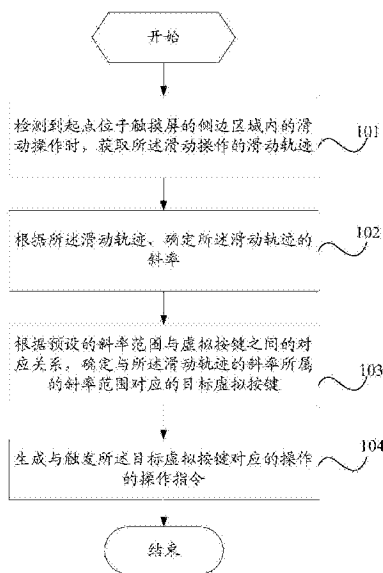 开始
检测到起点位于触摸屏的侧边区域内的滑
动操作时，获取所述滑动操作的滑动轨迹
101
根据所述滑动轨迹、确定所述滑动轨迹的
斜率
102
根据预设的斜率范围与虚拟按键之间的对
应关系，确定与所述滑动轨迹的斜率所属
的斜率范围对应的目标虚拟按键
103
生成与触发所述目标虚拟按键对应的操作
的操作指令
104
结束